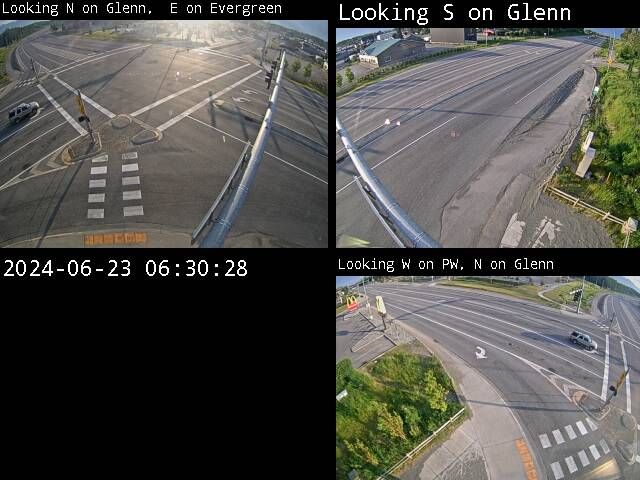 Looking N on Glenn, E on Evergreen
Looking S on Glenn
2024-06-23 06:30:28
Looking W on PW, N on Glenn